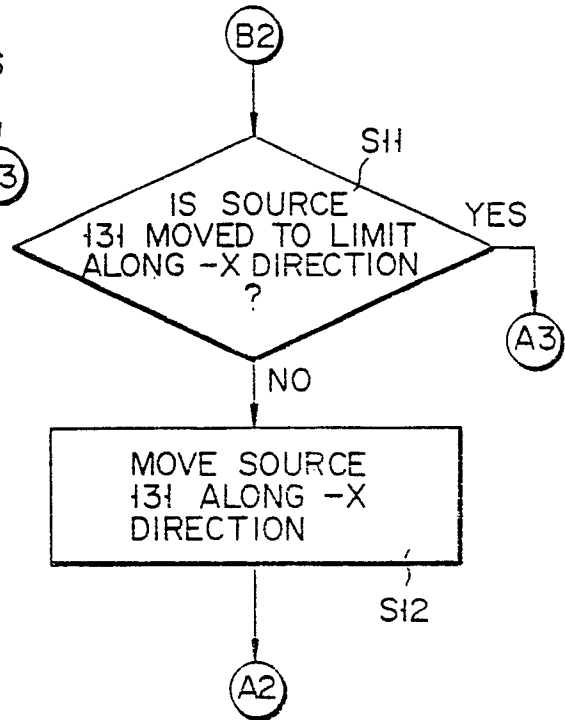 B2
S
3
S11
IS SOURCE
131 MOVED TO LIMIT
ALONG -X DIRECTION
?
YES
A3
NO
MOVE SOURCE
131 ALONG -X
DIRECTION
S12
A2